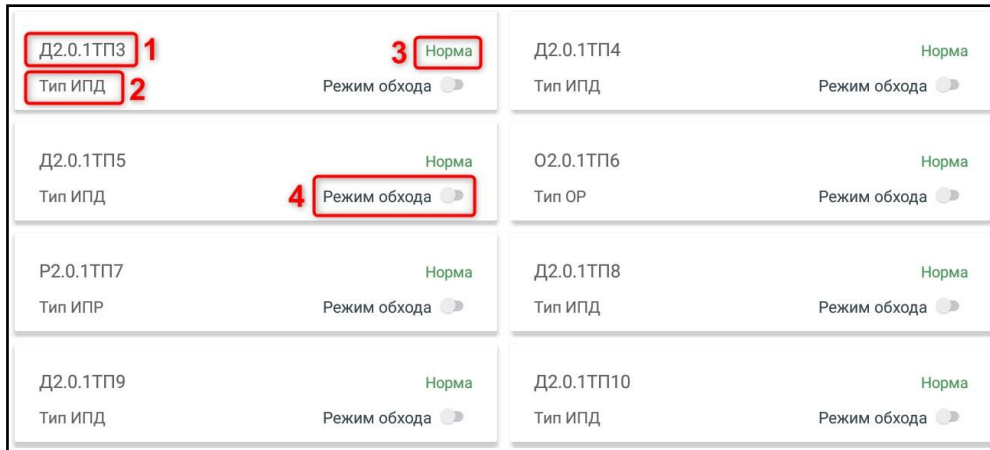 Д2.0.1ТП3 1 3 Норма
Тип ИПД 2 Режим обхода
Д2.0.1ТП4 Норма
Тип ИПД Режим обхода
Д2.0.1ТП5 Норма
Тип ИПД 4 Режим обхода
О2.0.1ТП6 Норма
Тип ОР Режим обхода
Р2.0.1ТП7 Норма
Тип ИПР Режим обхода
Д2.0.1ТП8 Норма
Тип ИПД Режим обхода
Д2.0.1ТП9 Норма
Тип ИПД Режим обхода
Д2.0.1ТП10 Норма
Тип ИПД Режим обхода